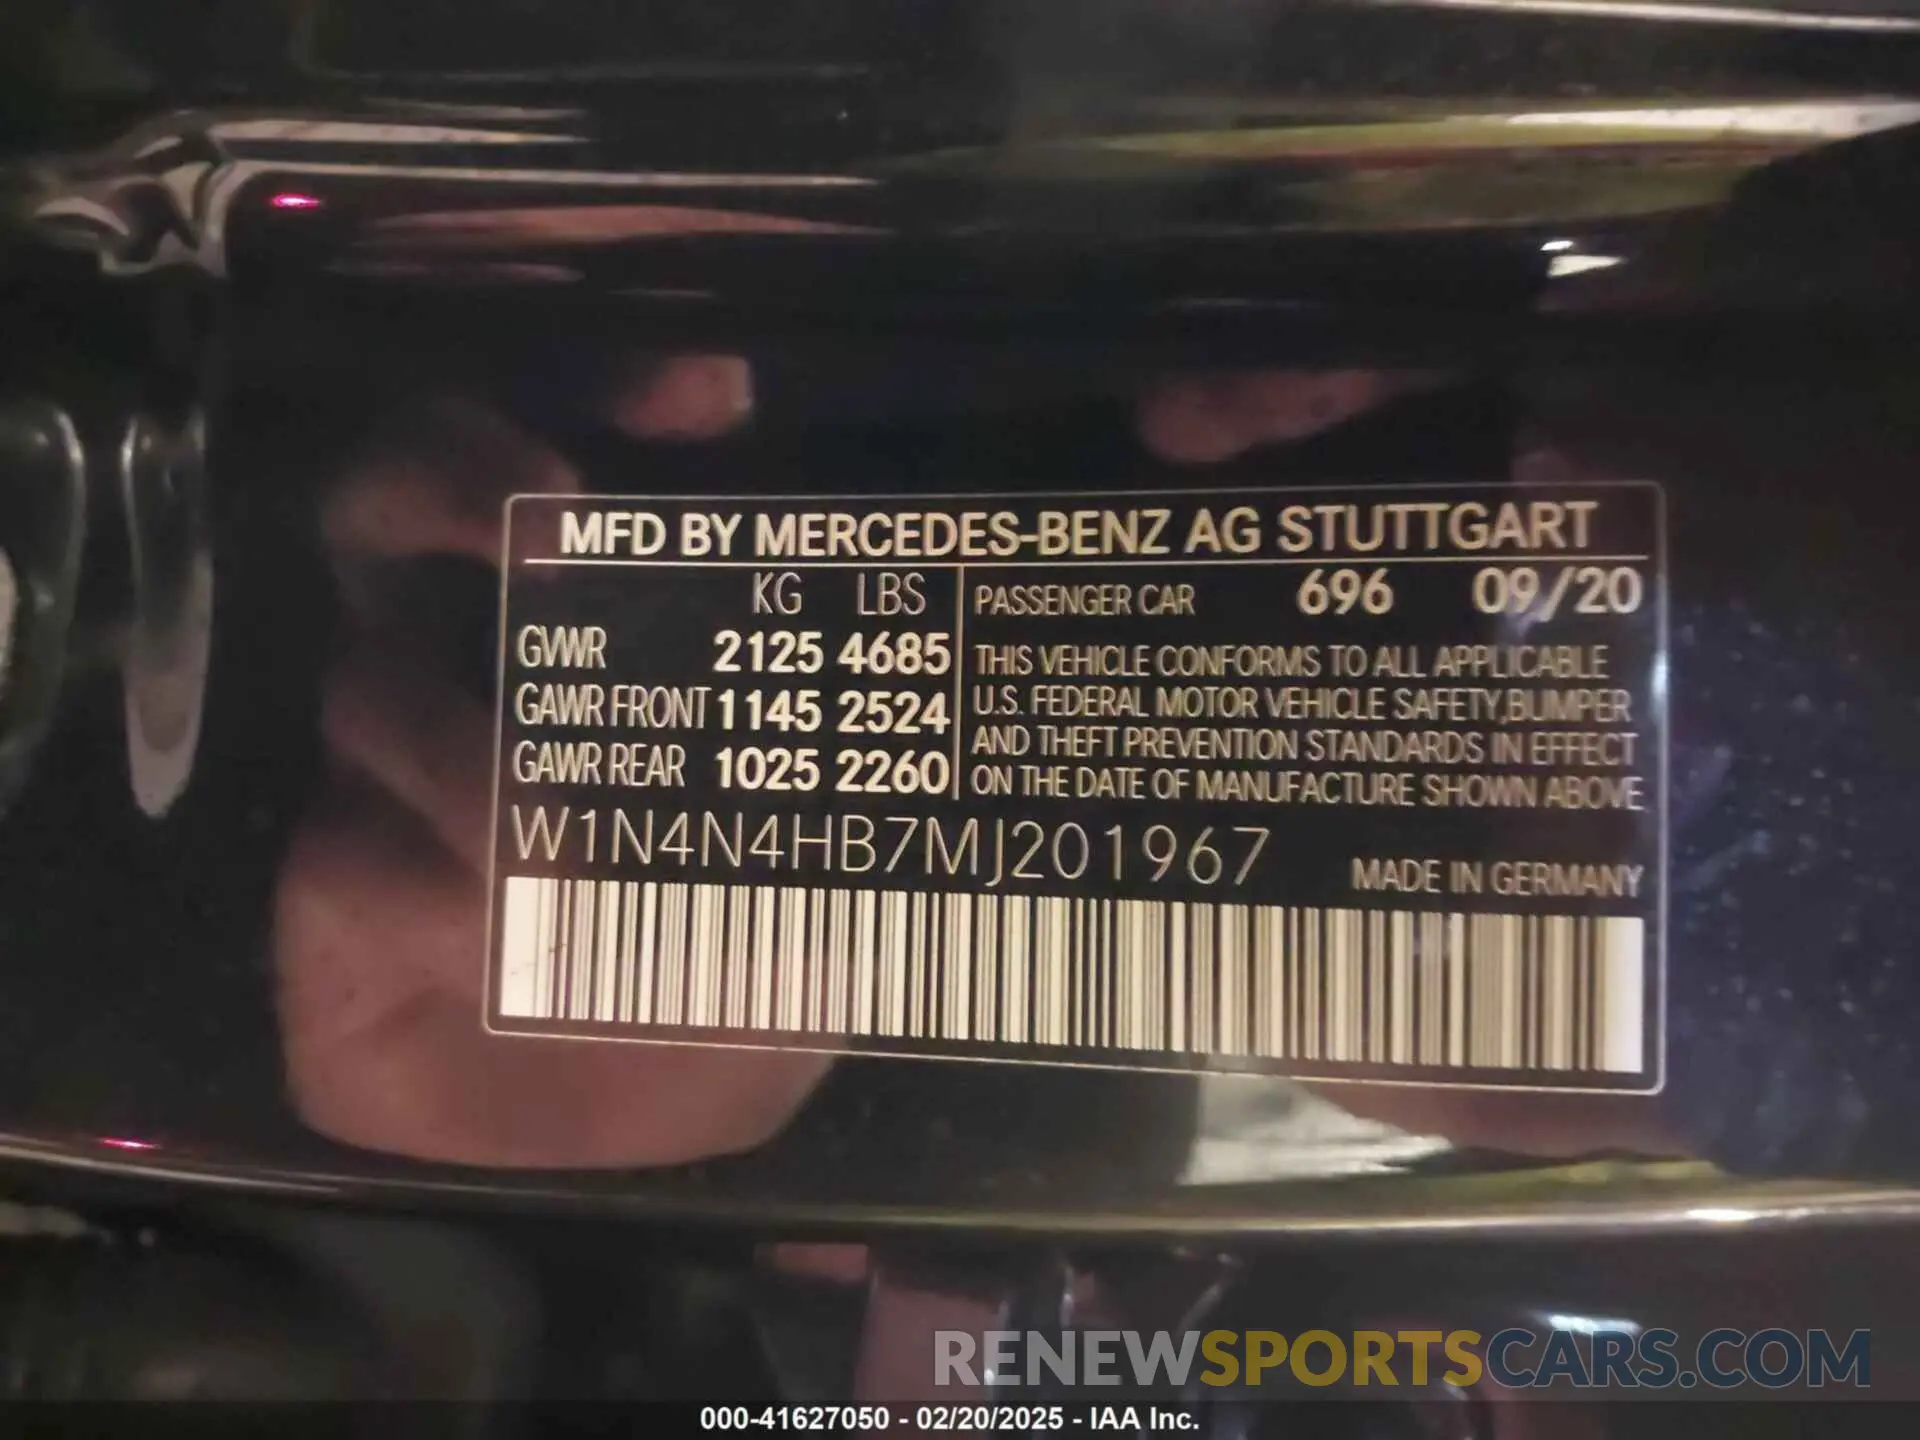 MFD BY MERCEDES-BENZ AG STUTTGART
KG LBS
GVWR 2125 4685
GAWR FRONT 1145 2524
GAWR REAR 1025 2260
PASSENGER CAR 696 09/20
THIS VEHICLE CONFORMS TO ALL APPLICABLE
U.S. FEDERAL MOTOR VEHICLE SAFETY,BUMPER
AND THEFT PREVENTION STANDARDS IN EFFECT
ON THE DATE OF MANUFACTURE SHOWN ABOVE
W1N4N4HB7MJ201967
MADE IN GERMANY
RENEWSPORTSCARS.COM
000-41627050 - 02/20/2025 - IAA Inc.